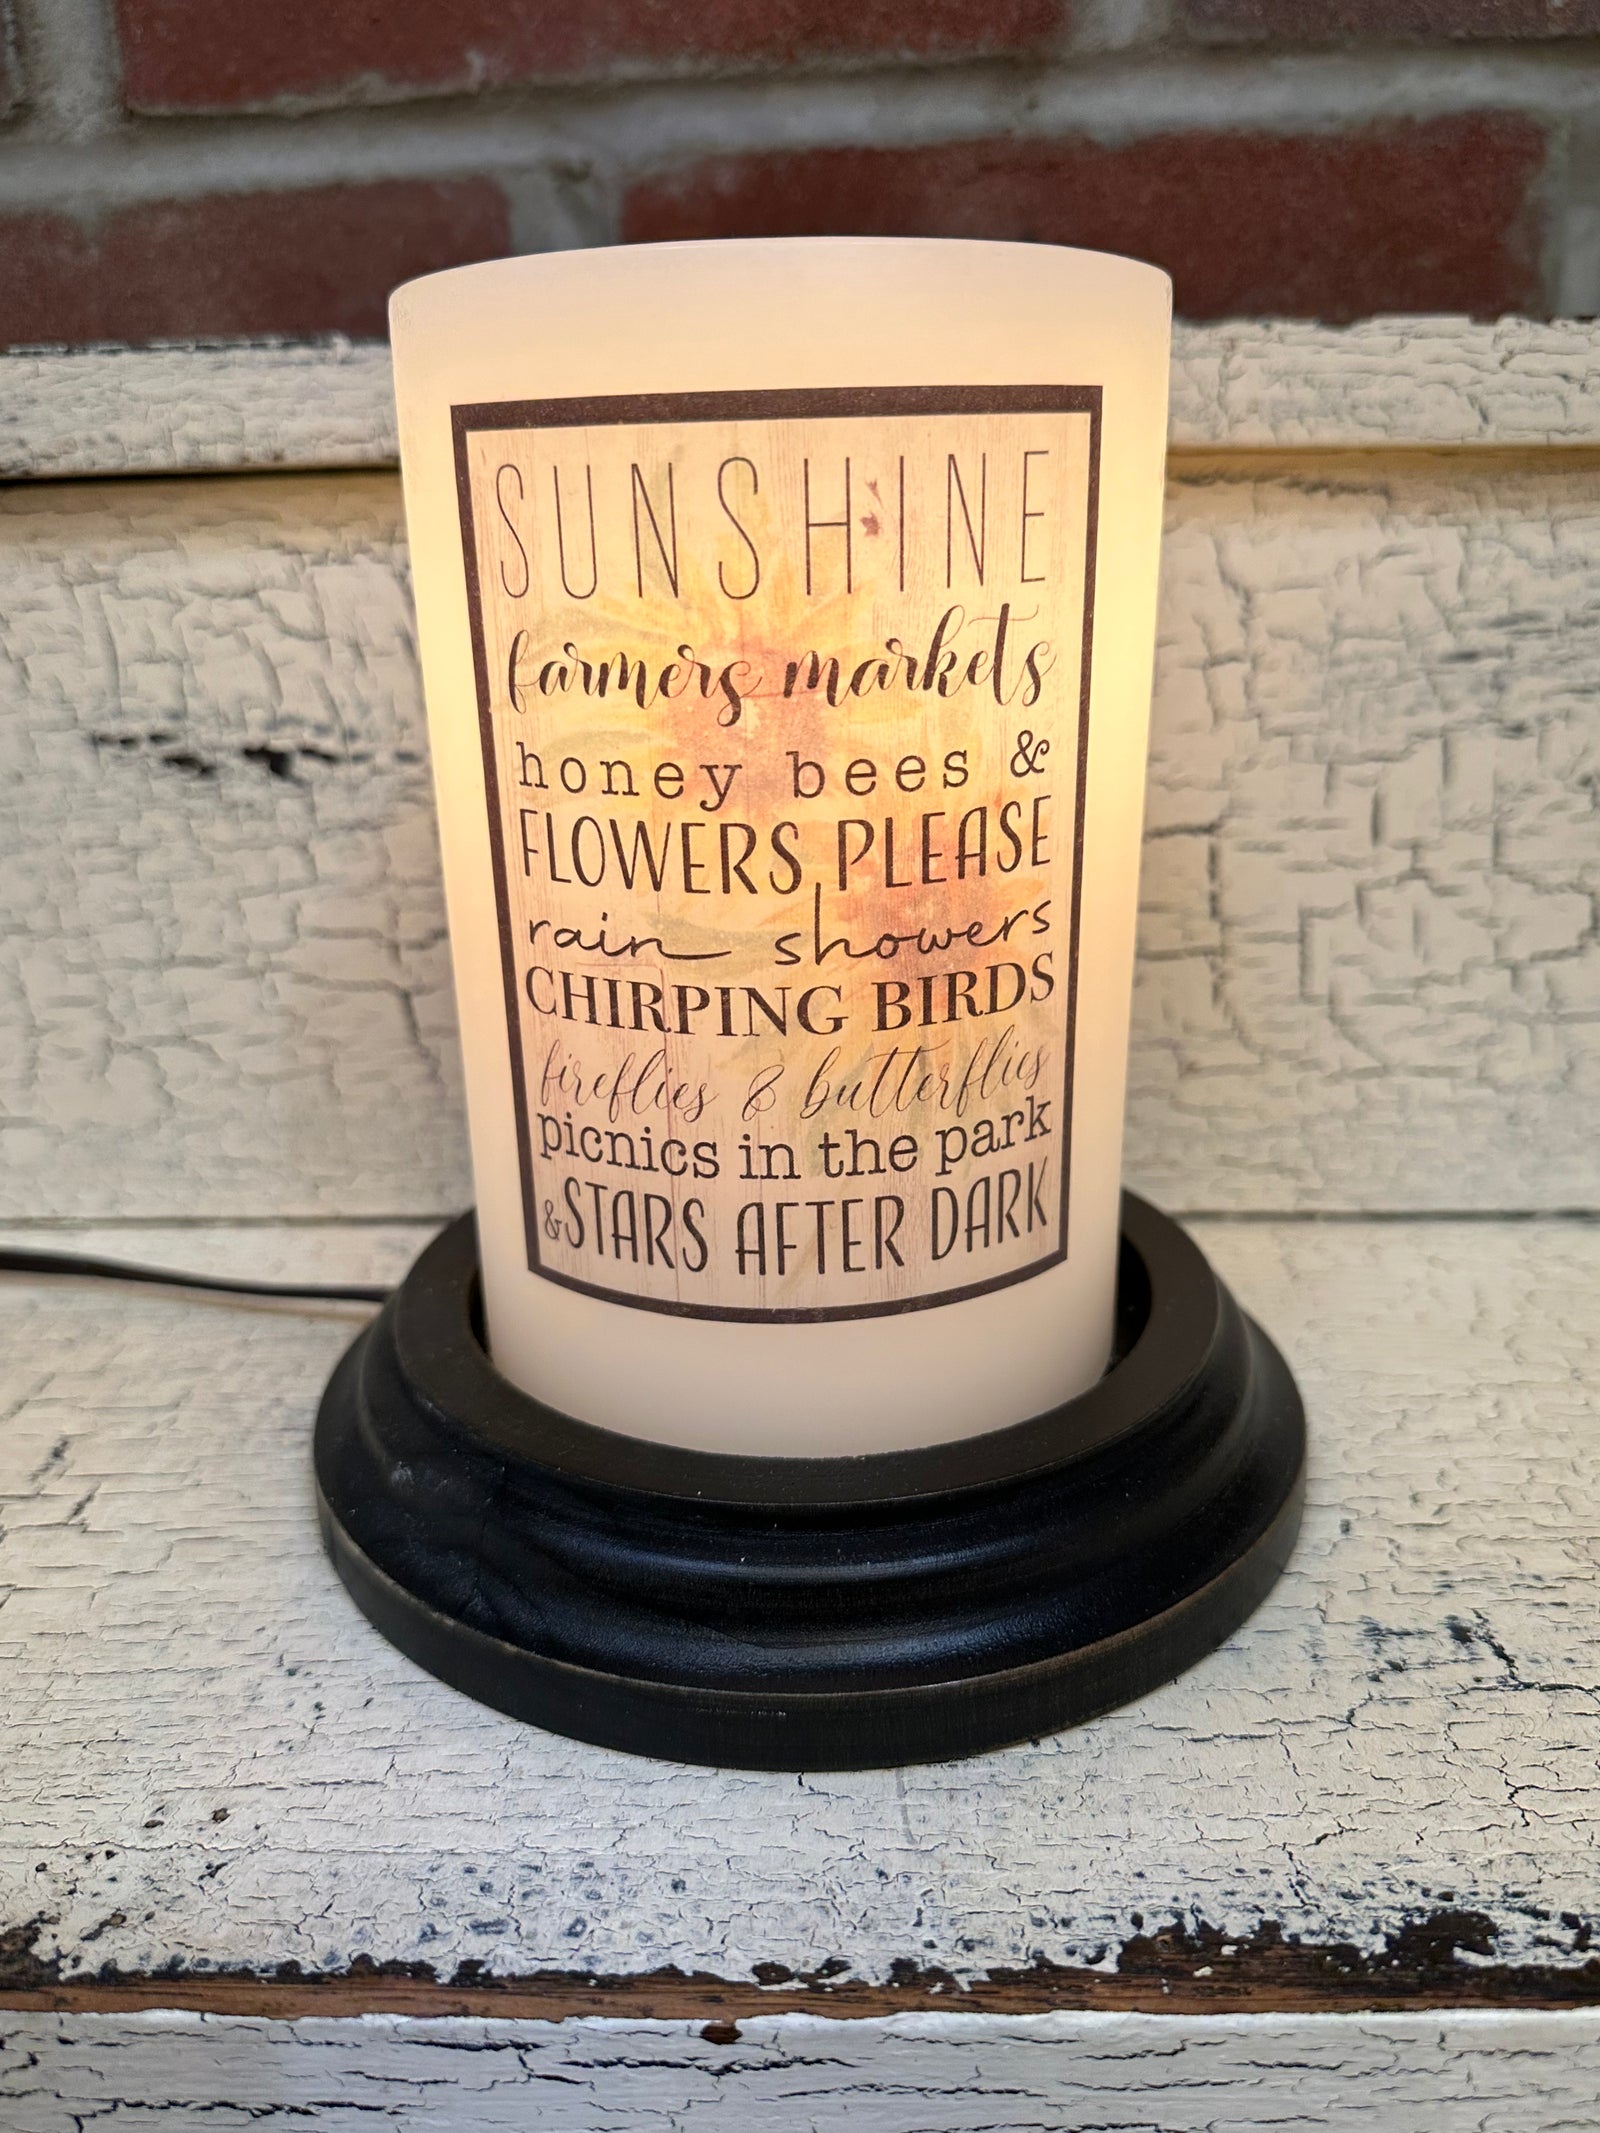 SUNSHINE
farmers markets
honey bees &
FLOWERS PLEASE
rain showers
CHIRPING BIRDS
fireflies & butterflies
picnics in the park
& STARS AFTER DARK